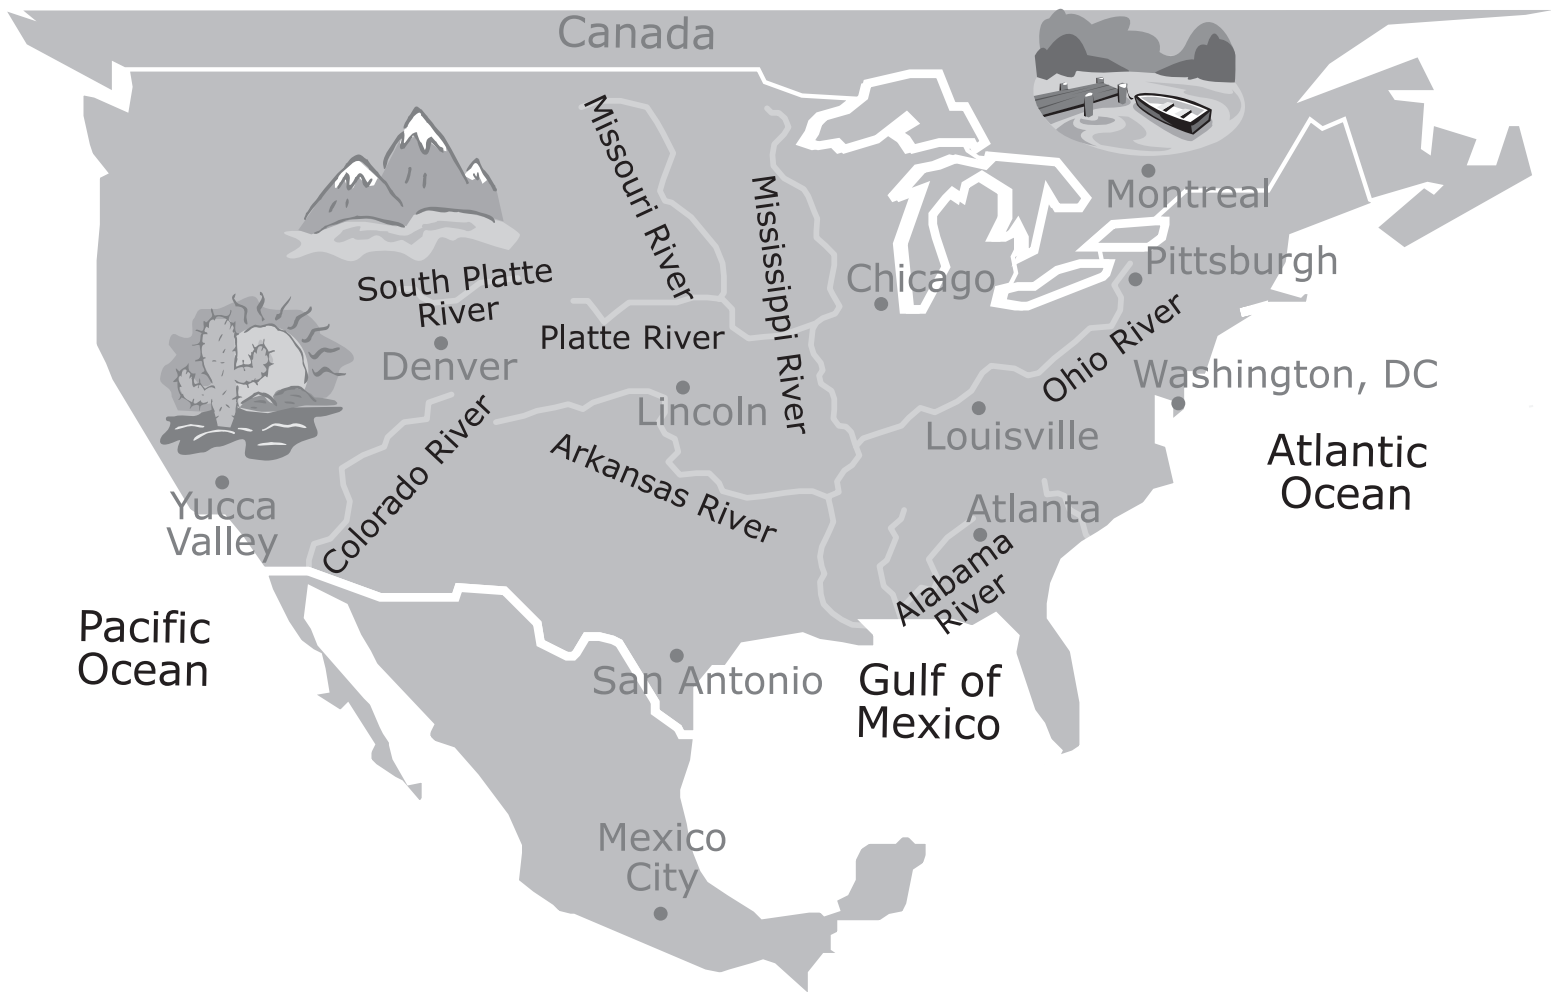 Canada
Missouri River
Mississippi River
Montreal
South Platte
River
Chicago
Pittsburgh
Platte River
Denver
Ohio River
Washington, DC
Lincoln
Louisville
Colorado River
Arkansas River
Atlantic
Ocean
Yucca
Valley
Atlanta
Alabama
River
Pacific
Ocean
San Antonio
Gulf of
Mexico
Mexico
City